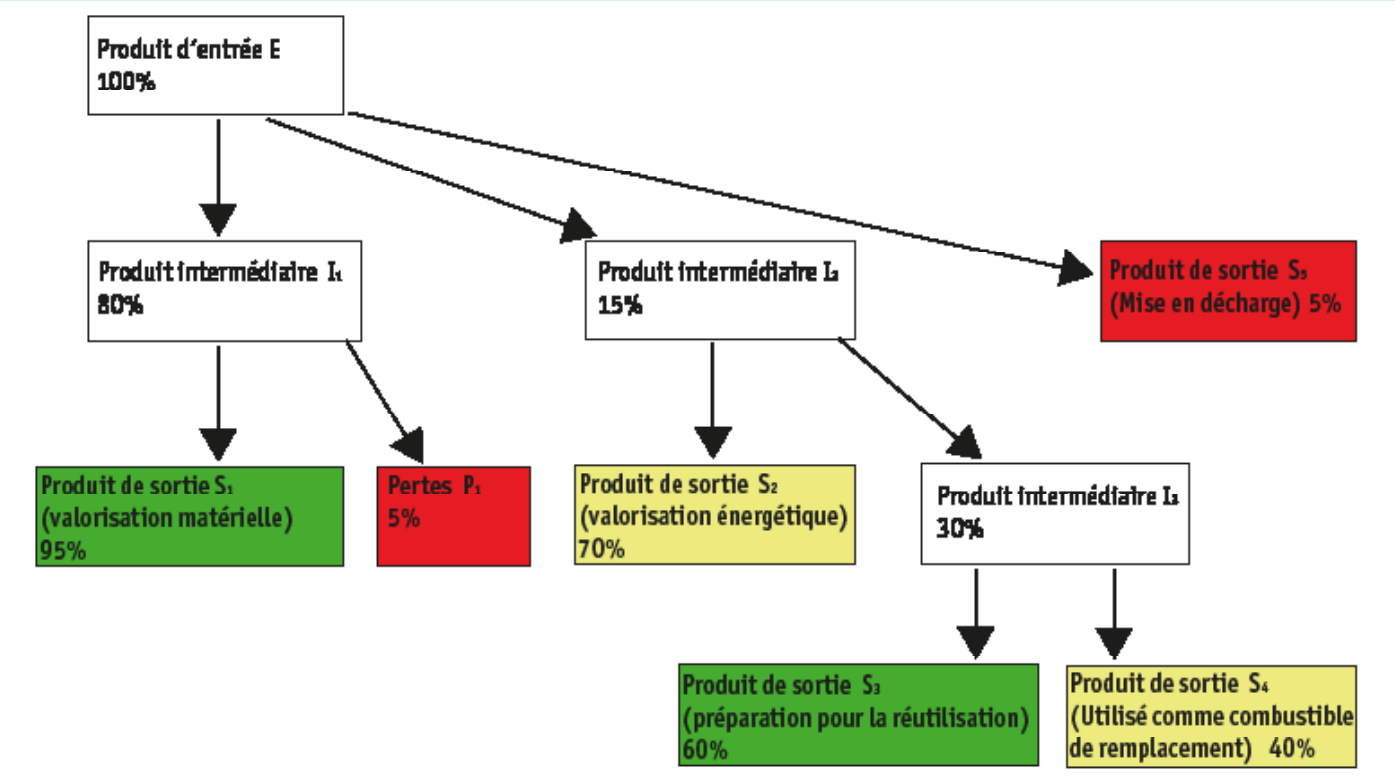 Produit d'entrée E
100%
Produit intermédiaire I₁
80%
Produit intermédiaire I₂
15%
Produit de sortie S₅
(Mise en décharge) 5%
Produit de sortie S₁
(valorisation matérielle)
95%
Pertes P₁
5%
Produit de sortie S₂
(valorisation énergétique)
70%
Produit intermédiaire I₃
30%
Produit de sortie S₃
(préparation pour la réutilisation)
60%
Produit de sortie S₄
(Utilisé comme combustible
de remplacement) 40%